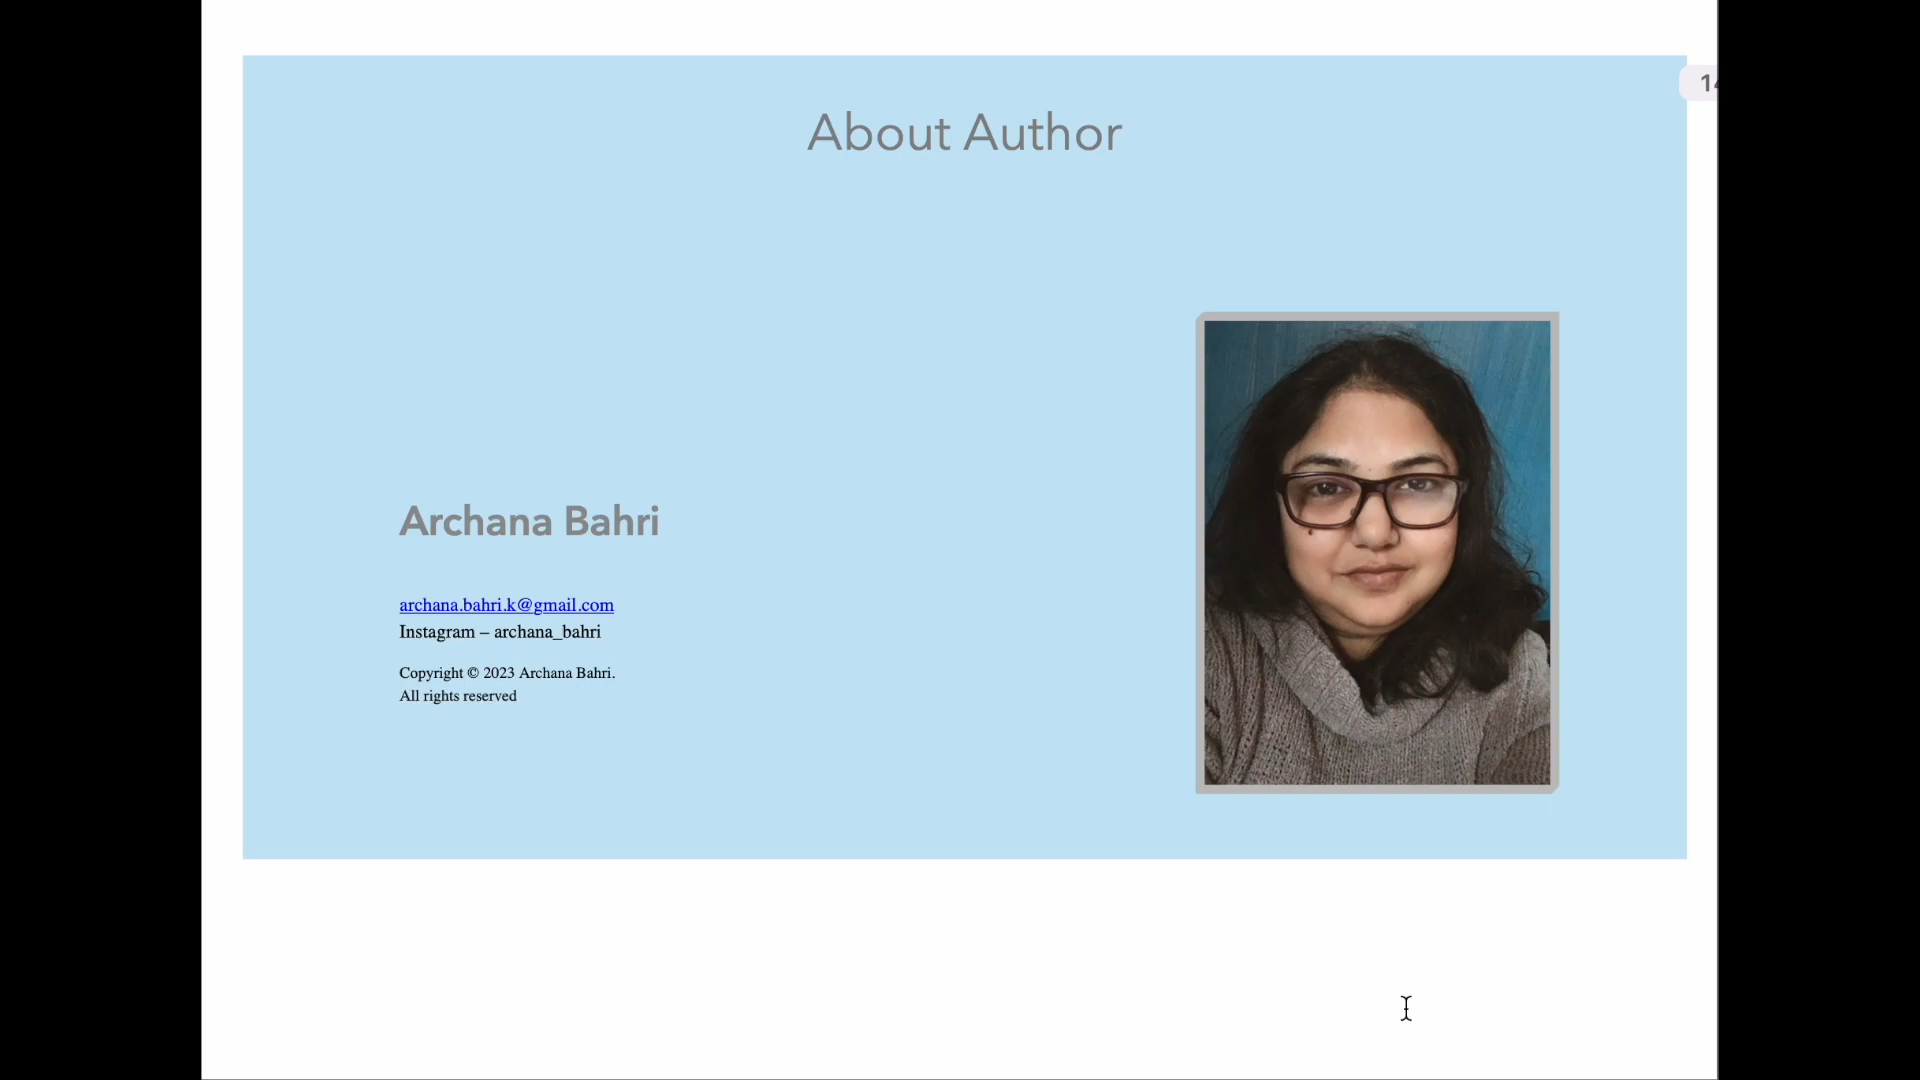 About Author
Archana Bahri
archana.bahri.k@gmail.com
Instagram – archana_bahri
Copyright © 2023 Archana Bahri.
All rights reserved